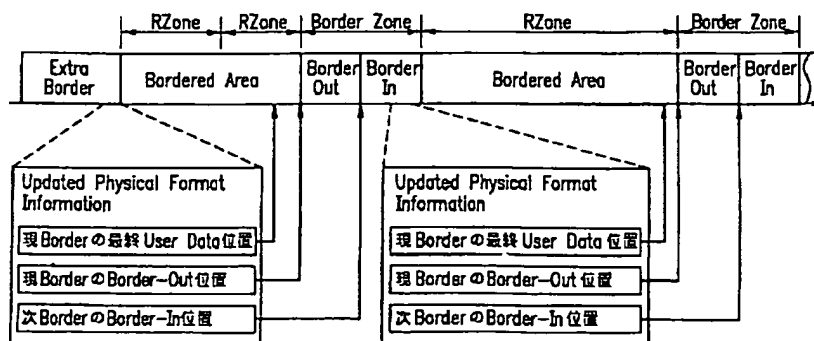 RZone RZone Border Zone RZone Border Zone
Extra Border
Bordered Area
Border Out
Border In
Bordered Area
Border Out
Border In
Updated Physical Format Information
現Borderの最終User Data位置
現BorderのBorder-Out位置
次BorderのBorder-In位置
Updated Physical Format Information
現Borderの最終User Data位置
現BorderのBorder-Out位置
次BorderのBorder-In位置